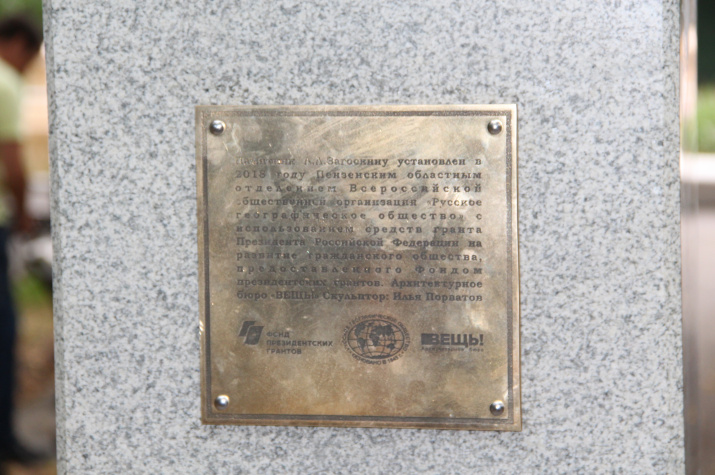 Памятник Л.А.Загоскину установлен в
2018 году Пензенским областным
отделением Всероссийской
общественной организации «Русское
географическое общество» с
использованием средств гранта
Президента Российской Федерации на
развитие гражданского общества,
предоставленного Фондом
президентских грантов. Архитектурное
бюро «ВЕЩЬ!» Скульптор: Илья Порватов
ФОНД
ПРЕЗИДЕНТСКИХ
ГРАНТОВ
ВЕЩЬ!